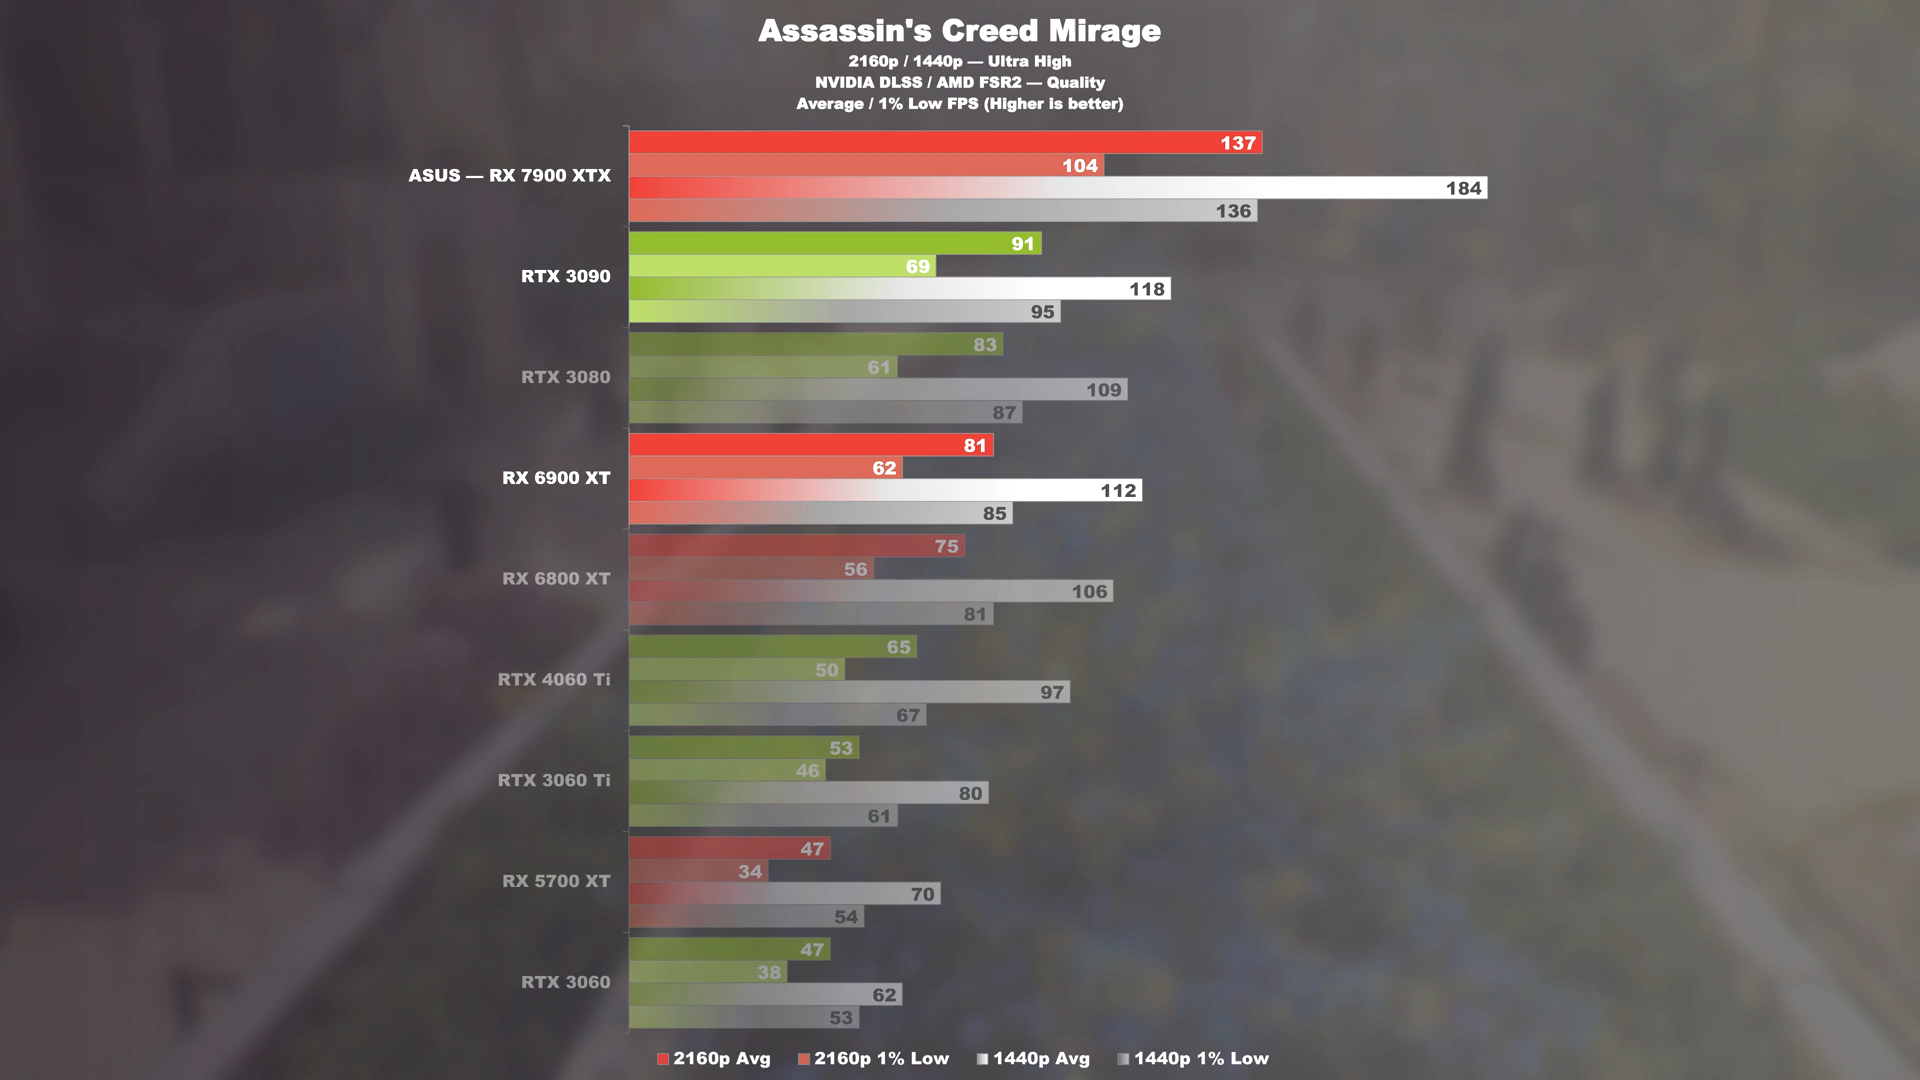 Assassin's Creed Mirage
2160p / 1440p — Ultra High
NVIDIA DLSS / AMD FSR2 — Quality
Average / 1% Low FPS (Higher is better)
ASUS — RX 7900 XTX
137
104
184
136
RTX 3090
91
69
118
95
RTX 3080
83
61
109
87
RX 6900 XT
81
62
112
85
RX 6800 XT
75
56
106
81
RTX 4060 Ti
65
50
97
67
RTX 3060 Ti
53
46
80
61
RX 5700 XT
47
34
70
54
RTX 3060
47
38
62
53
2160p Avg 2160p 1% Low 1440p Avg 1440p 1% Low